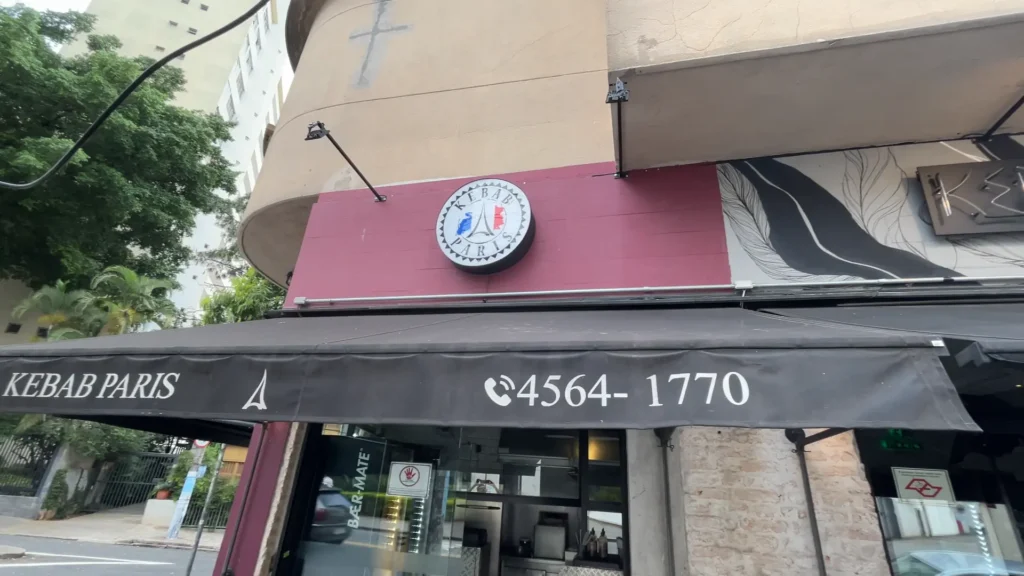 KEBAB
PARIS
KEBAB PARIS
4564- 1770
BÆR-MATE